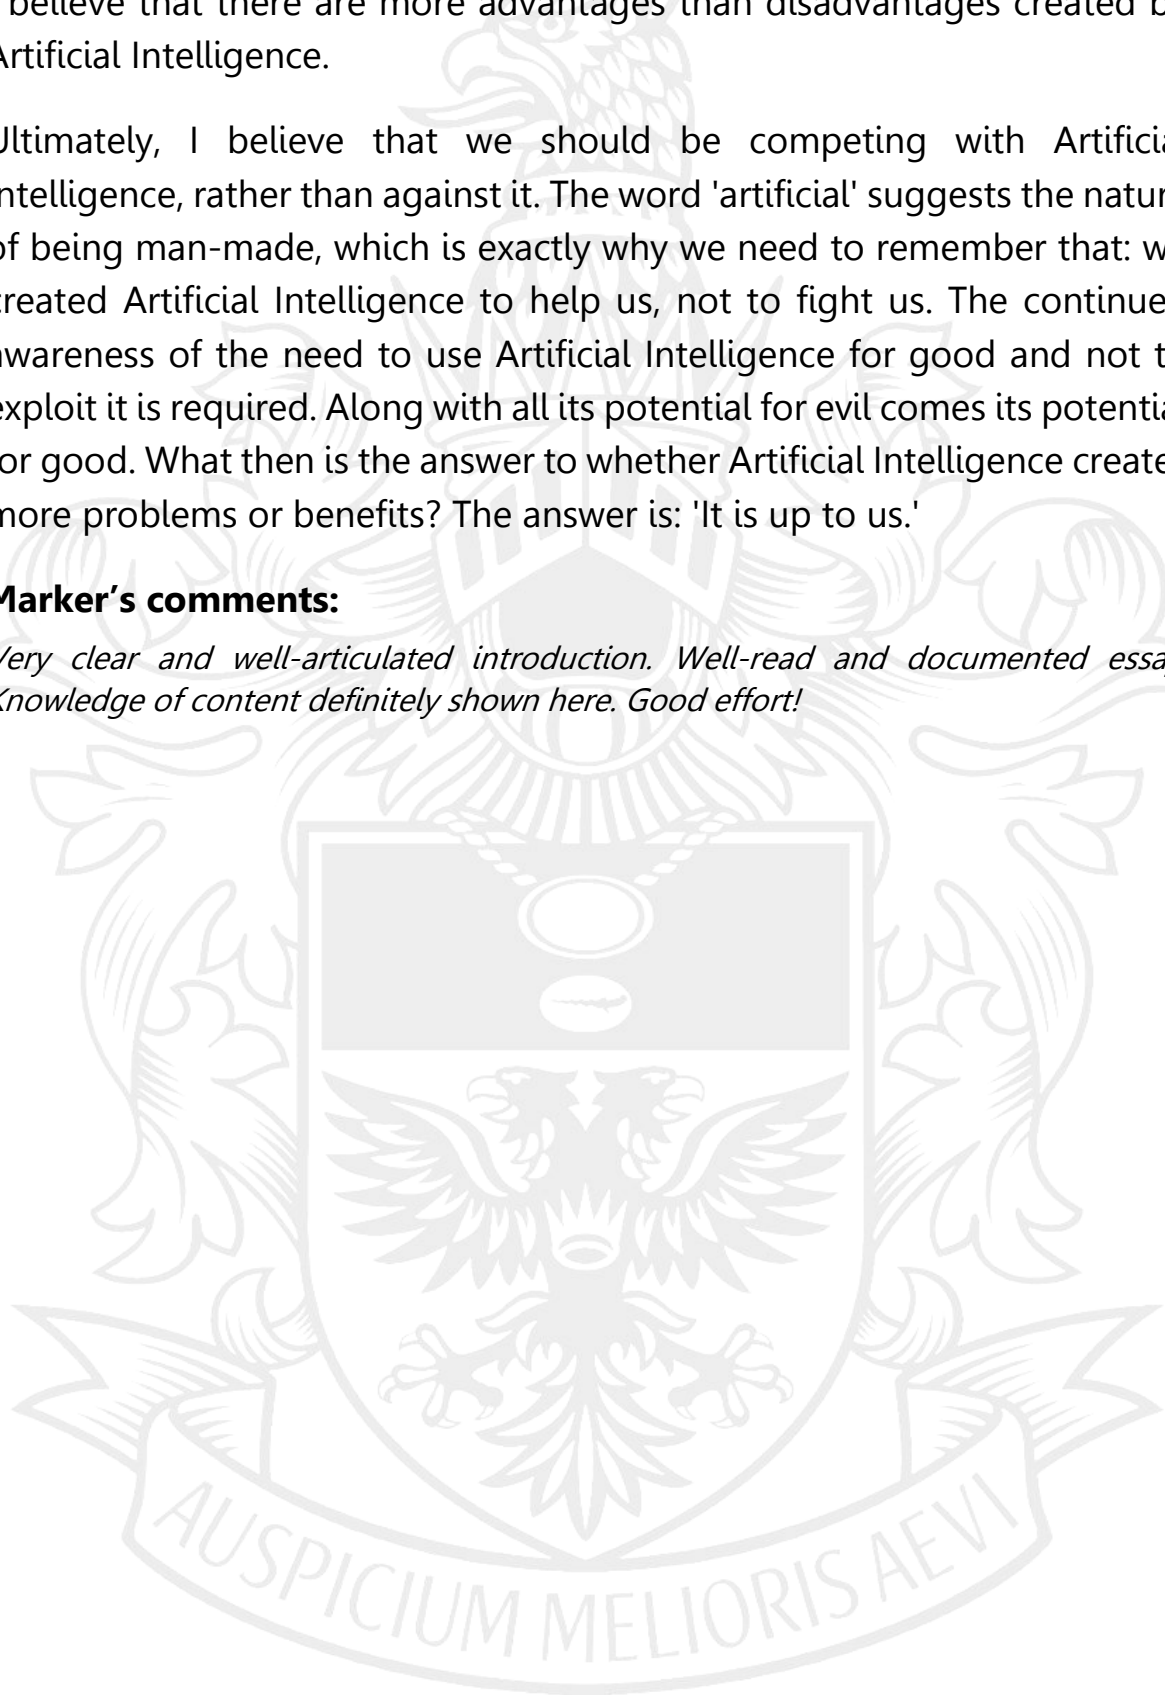 believe that there are more advantages than disadvantages created b
Artificial Intelligence.
Ultimately, I believe that we should be competing with Artificia
Intelligence, rather than against it. The word 'artificial' suggests the natur
of being man-made, which is exactly why we need to remember that: w
created Artificial Intelligence to help us, not to fight us. The continue
awareness of the need to use Artificial Intelligence for good and not t
exploit it is required. Along with all its potential for evil comes its potentia
for good. What then is the answer to whether Artificial Intelligence create
more problems or benefits? The answer is: 'It is up to us.'
Marker's comments:
Very clear and well-articulated introduction. Well-read and documented essay
Knowledge of content definitely shown here. Good effort!
AUSPICIUM MELIORIS AEVI